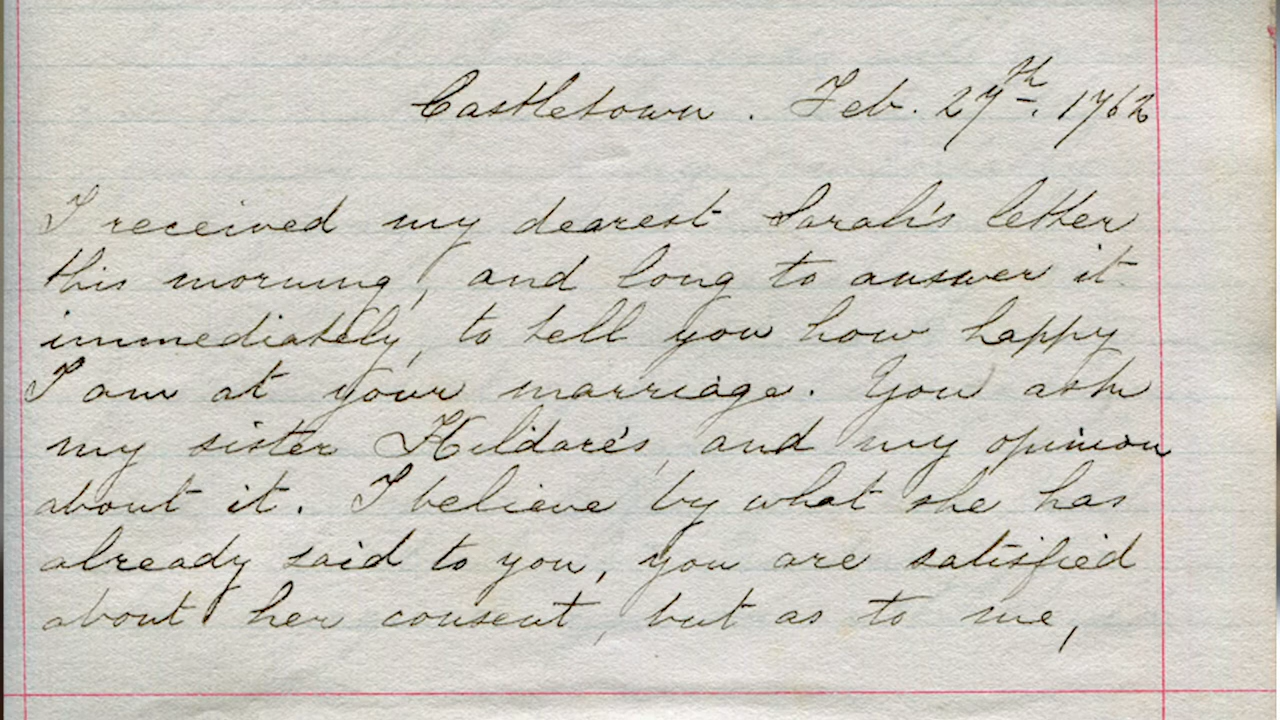 Castletown. Feb. 27th. 1762
I received my dearest Sarah's letter
this morning, and long to answer it
immediately, to tell you how happy
I am at your marriage. You ask
my sister Kildare's, and my opinion
about it. I believe by what she has
already said to you, you are satisfied
about her consent, but as to me,